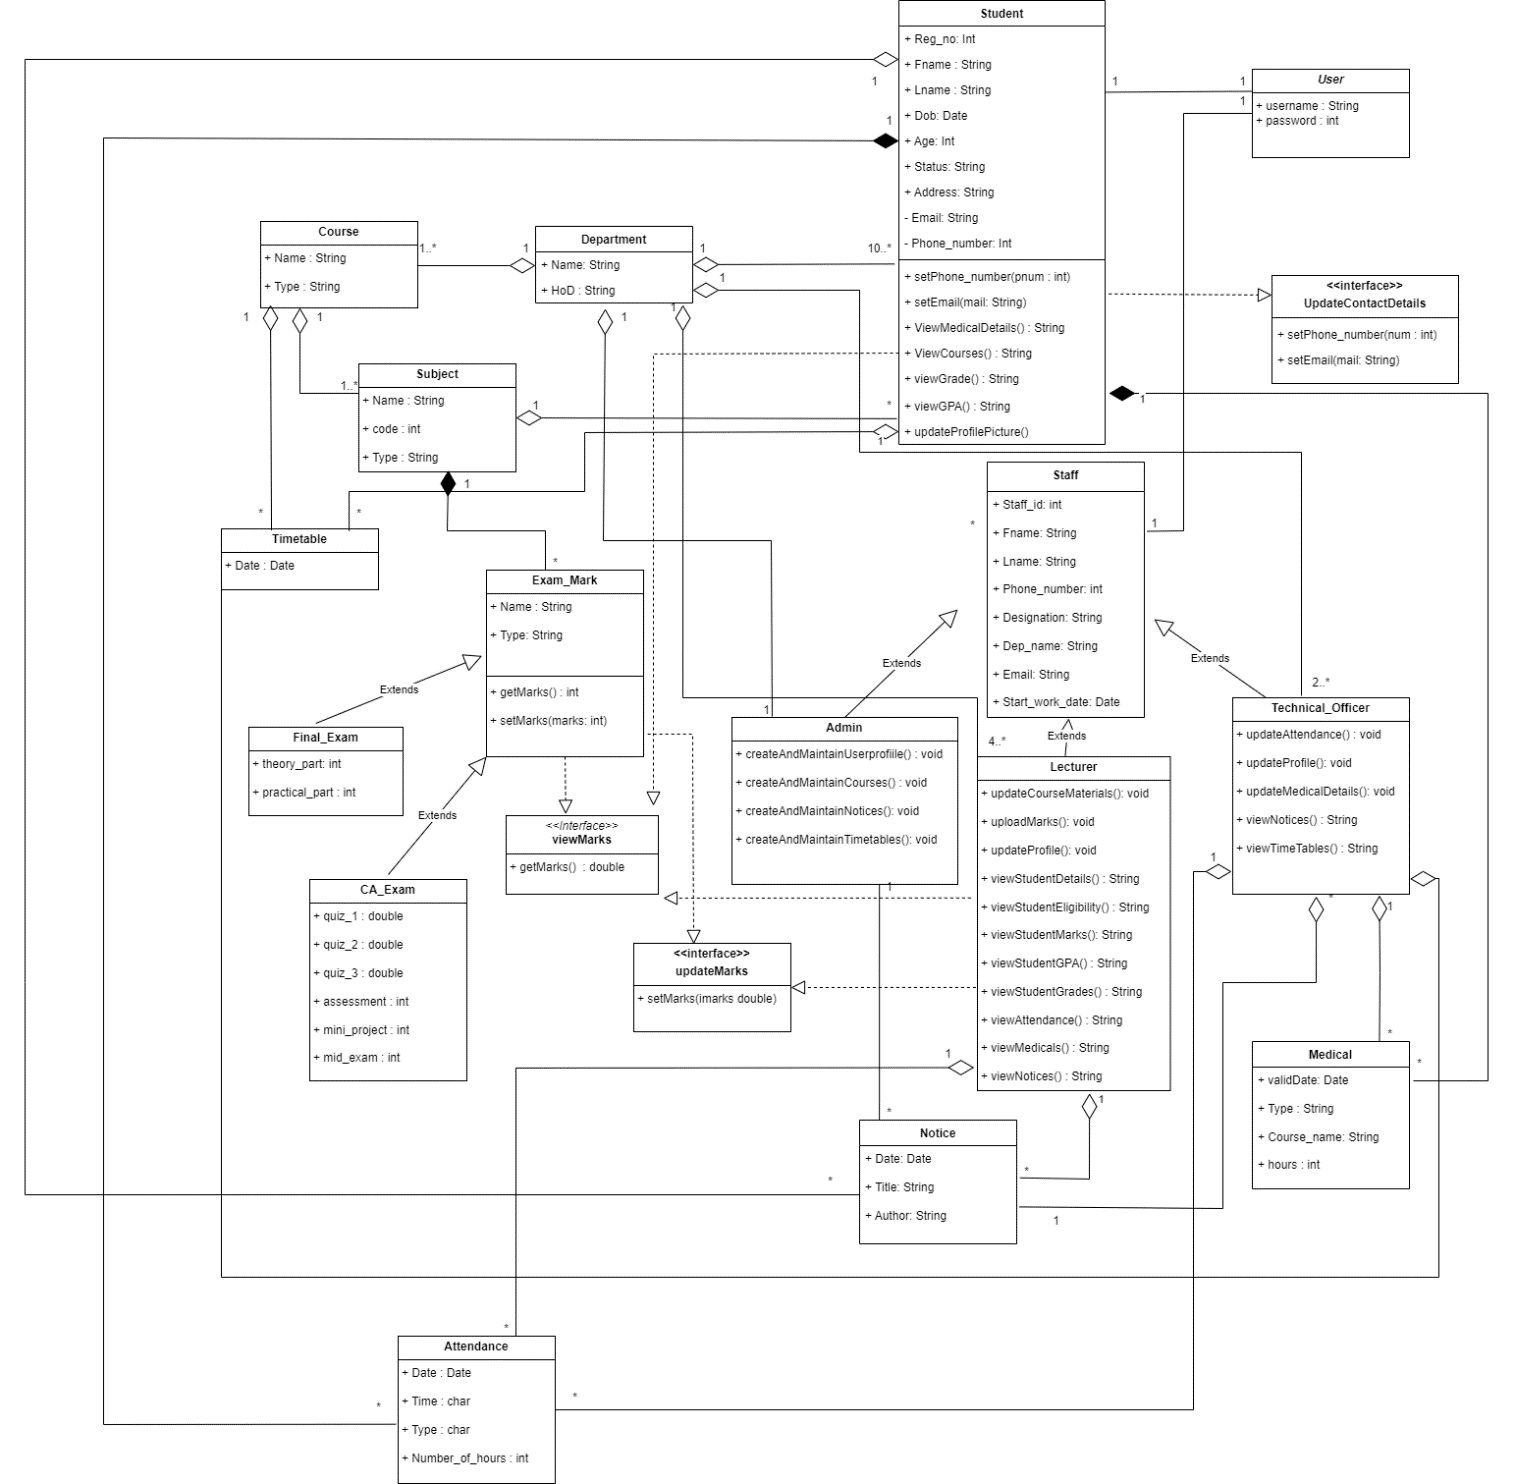 Student
+ Reg_no: Int
+ Fname : String
+ Lname : String
+ Dob: Date
+ Age: Int
+ Status: String
+ Address: String
- Email: String
- Phone_number: Int
+ setPhone_number(pnum : int)
+ setEmail(mail: String)
+ ViewMedicalDetails() : String
+ ViewCourses() : String
+ viewGrade() : String
+ viewGPA() : String
+ updateProfilePicture()
1
1
1
1
1
User
+ username : String
+ password : int
Course
+ Name : String
+ Type : String
1..*
1
Department
+ Name: String
+ HoD : String
1
10..*
1
1
1
1
1
<<interface>>
UpdateContactDetails
+ setPhone_number(num : int)
+ setEmail(mail: String)
Subject
+ Name : String
+ code : int
+ Type : String
1..*
1
*
1
1
1
*
*
Timetable
+ Date : Date
Staff
+ Staff_id: int
+ Fname: String
+ Lname: String
+ Phone_number: int
+ Designation: String
+ Dep_name: String
+ Email: String
+ Start_work_date: Date
*
1
*
Exam_Mark
+ Name : String
+ Type: String
+ getMarks() : int
+ setMarks(marks: int)
Extends
Extends
Extends
Extends
Extends
Final_Exam
+ theory_part: int
+ practical_part : int
1
Admin
+ createAndMaintainUserprofiile() : void
+ createAndMaintainCourses() : void
+ createAndMaintainNotices() : void
+ createAndMaintainTimetables() : void
4..*
Lecturer
+ updateCourseMaterials(): void
+ uploadMarks(): void
+ updateProfile(): void
+ viewStudentDetails() : String
+ viewStudentEligibility() : String
+ viewStudentMarks(): String
+ viewStudentGPA() : String
+ viewStudentGrades() : String
+ viewAttendance() : String
+ viewMedicals() : String
+ viewNotices() : String
2..*
Technical_Officer
+ updateAttendance() : void
+ updateProfile(): void
+ updateMedicalDetails(): void
+ viewNotices() : String
+ viewTimeTables() : String
<<Interface>>
viewMarks
+ getMarks()  : double
CA_Exam
+ quiz_1 : double
+ quiz_2 : double
+ quiz_3 : double
+ assessment : int
+ mini_project : int
+ mid_exam : int
<<interface>>
updateMarks
+ setMarks(imarks double)
1
1
*
1
*
*
Medical
+ validDate: Date
+ Type : String
+ Course_name: String
+ hours : int
1
1
*
*
*
1
Notice
+ Date: Date
+ Title: String
+ Author: String
*
*
*
Attendance
+ Date : Date
+ Time : char
+ Type : char
+ Number_of_hours : int